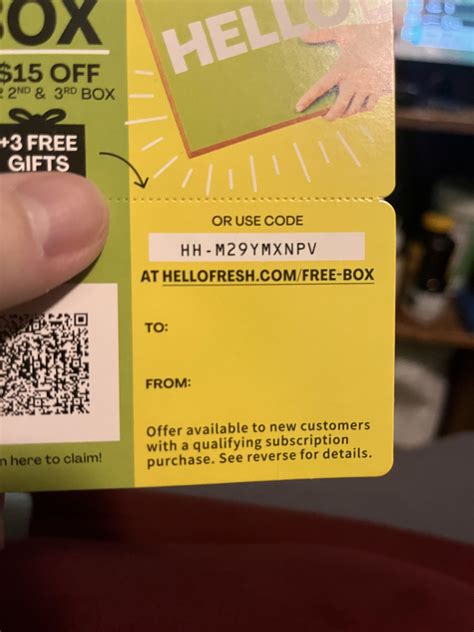 BOX
$15 OFF
2ND & 3RD BOX
+3 FREE
GIFTS
HELLO
OR USE CODE
HH-M29YMXNPV
AT HELLOFRESH.COM/FREE-BOX
TO:
FROM:
Offer available to new customers
with a qualifying subscription
purchase. See reverse for details.
here to claim!